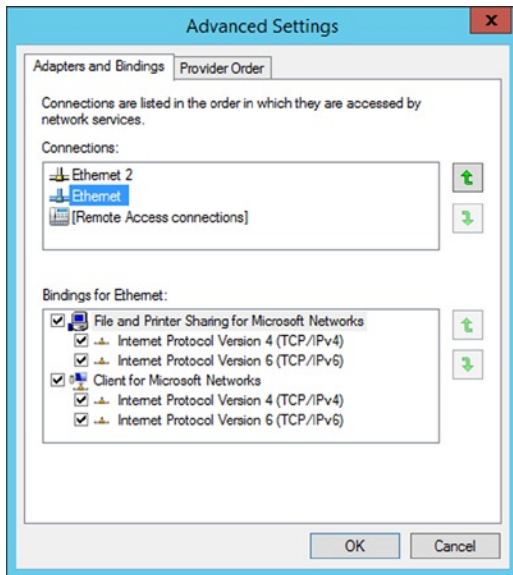 Advanced Settings
x
Adapters and Bindings
Provider Order
Connections are listed in the order in which they are accessed by
network services.
Connections:
Ethernet 2
Ethernet
[Remote Access connections]
Bindings for Ethernet:
File and Printer Sharing for Microsoft Networks
Internet Protocol Version 4 (TCP/IPv4)
Internet Protocol Version 6 (TCP/IPv6)
Client for Microsoft Networks
Internet Protocol Version 4 (TCP/IPv4)
Internet Protocol Version 6 (TCP/IPv6)
OK
Cancel